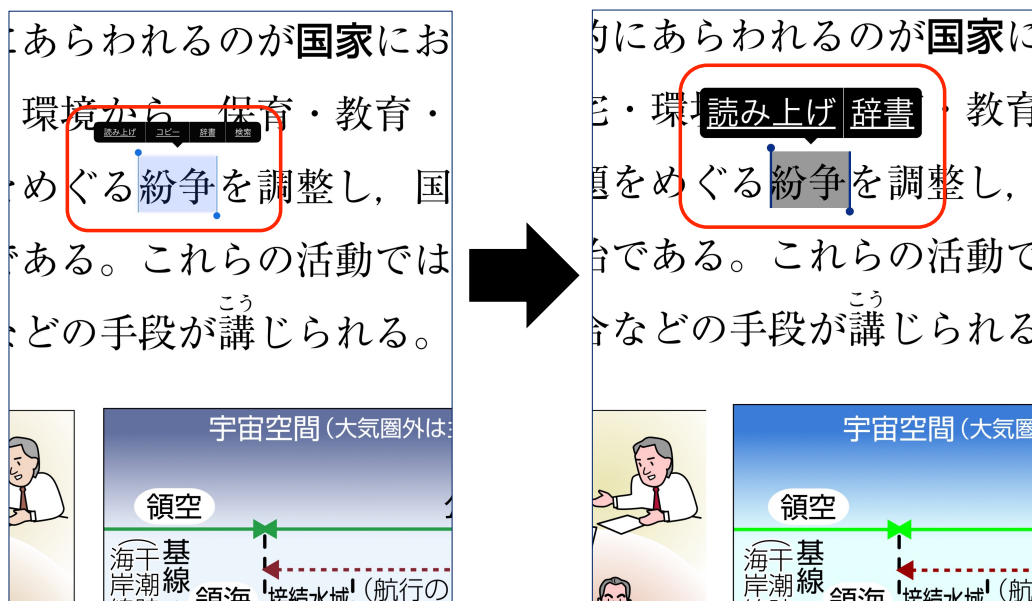 あらわれるのが国家にお
環境から，保育・教育・
読み上げ コピー 辞書 検索
めぐる紛争を調整し，国
である。これらの活動では
こう
どの手段が講じられる。
宇宙空間（大気圏外は
領空
基線
海干
岸潮
領海
接続水域
（航行の
にあらわれるのが国家に
・環
・教育
読み上げ 辞書
題をめぐる紛争を調整し，
治である。これらの活動で
こう
合などの手段が講じられる
宇宙空間（大気圏
領空
基線
海干
岸潮
領海
接続水域
（航